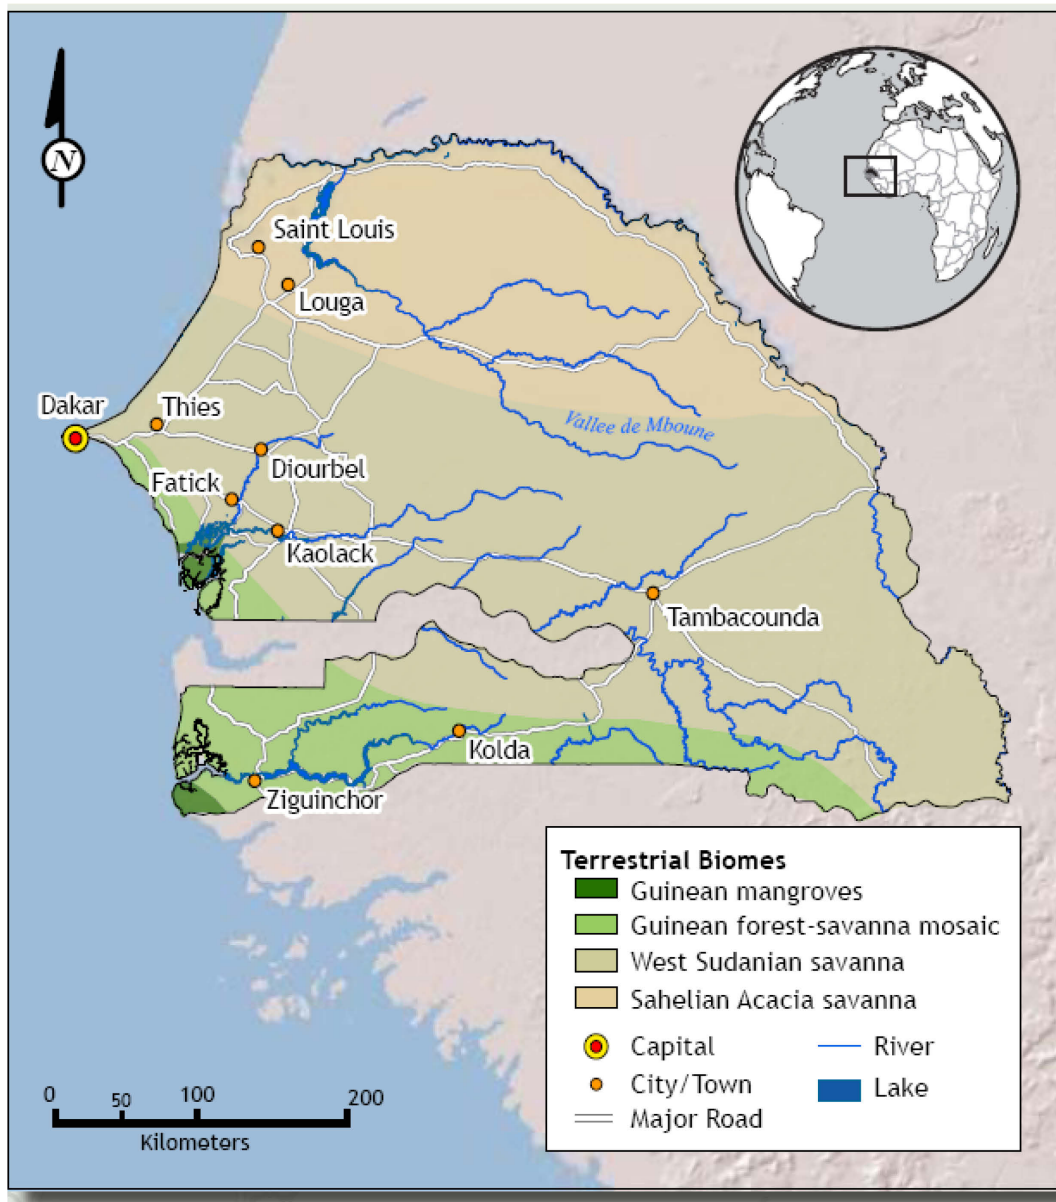 N
Saint Louis
Louga
Dakar
Thies
Vallee de Mboune
Diourbel
Fatick
Kaolack
Tambacounda
Kolda
Ziguinchor
Terrestrial Biomes
Guinean mangroves
Guinean forest-savanna mosaic
West Sudanian savanna
Sahelian Acacia savanna
Capital
River
City/Town
Lake
Major Road
0 50 100 200
Kilometers